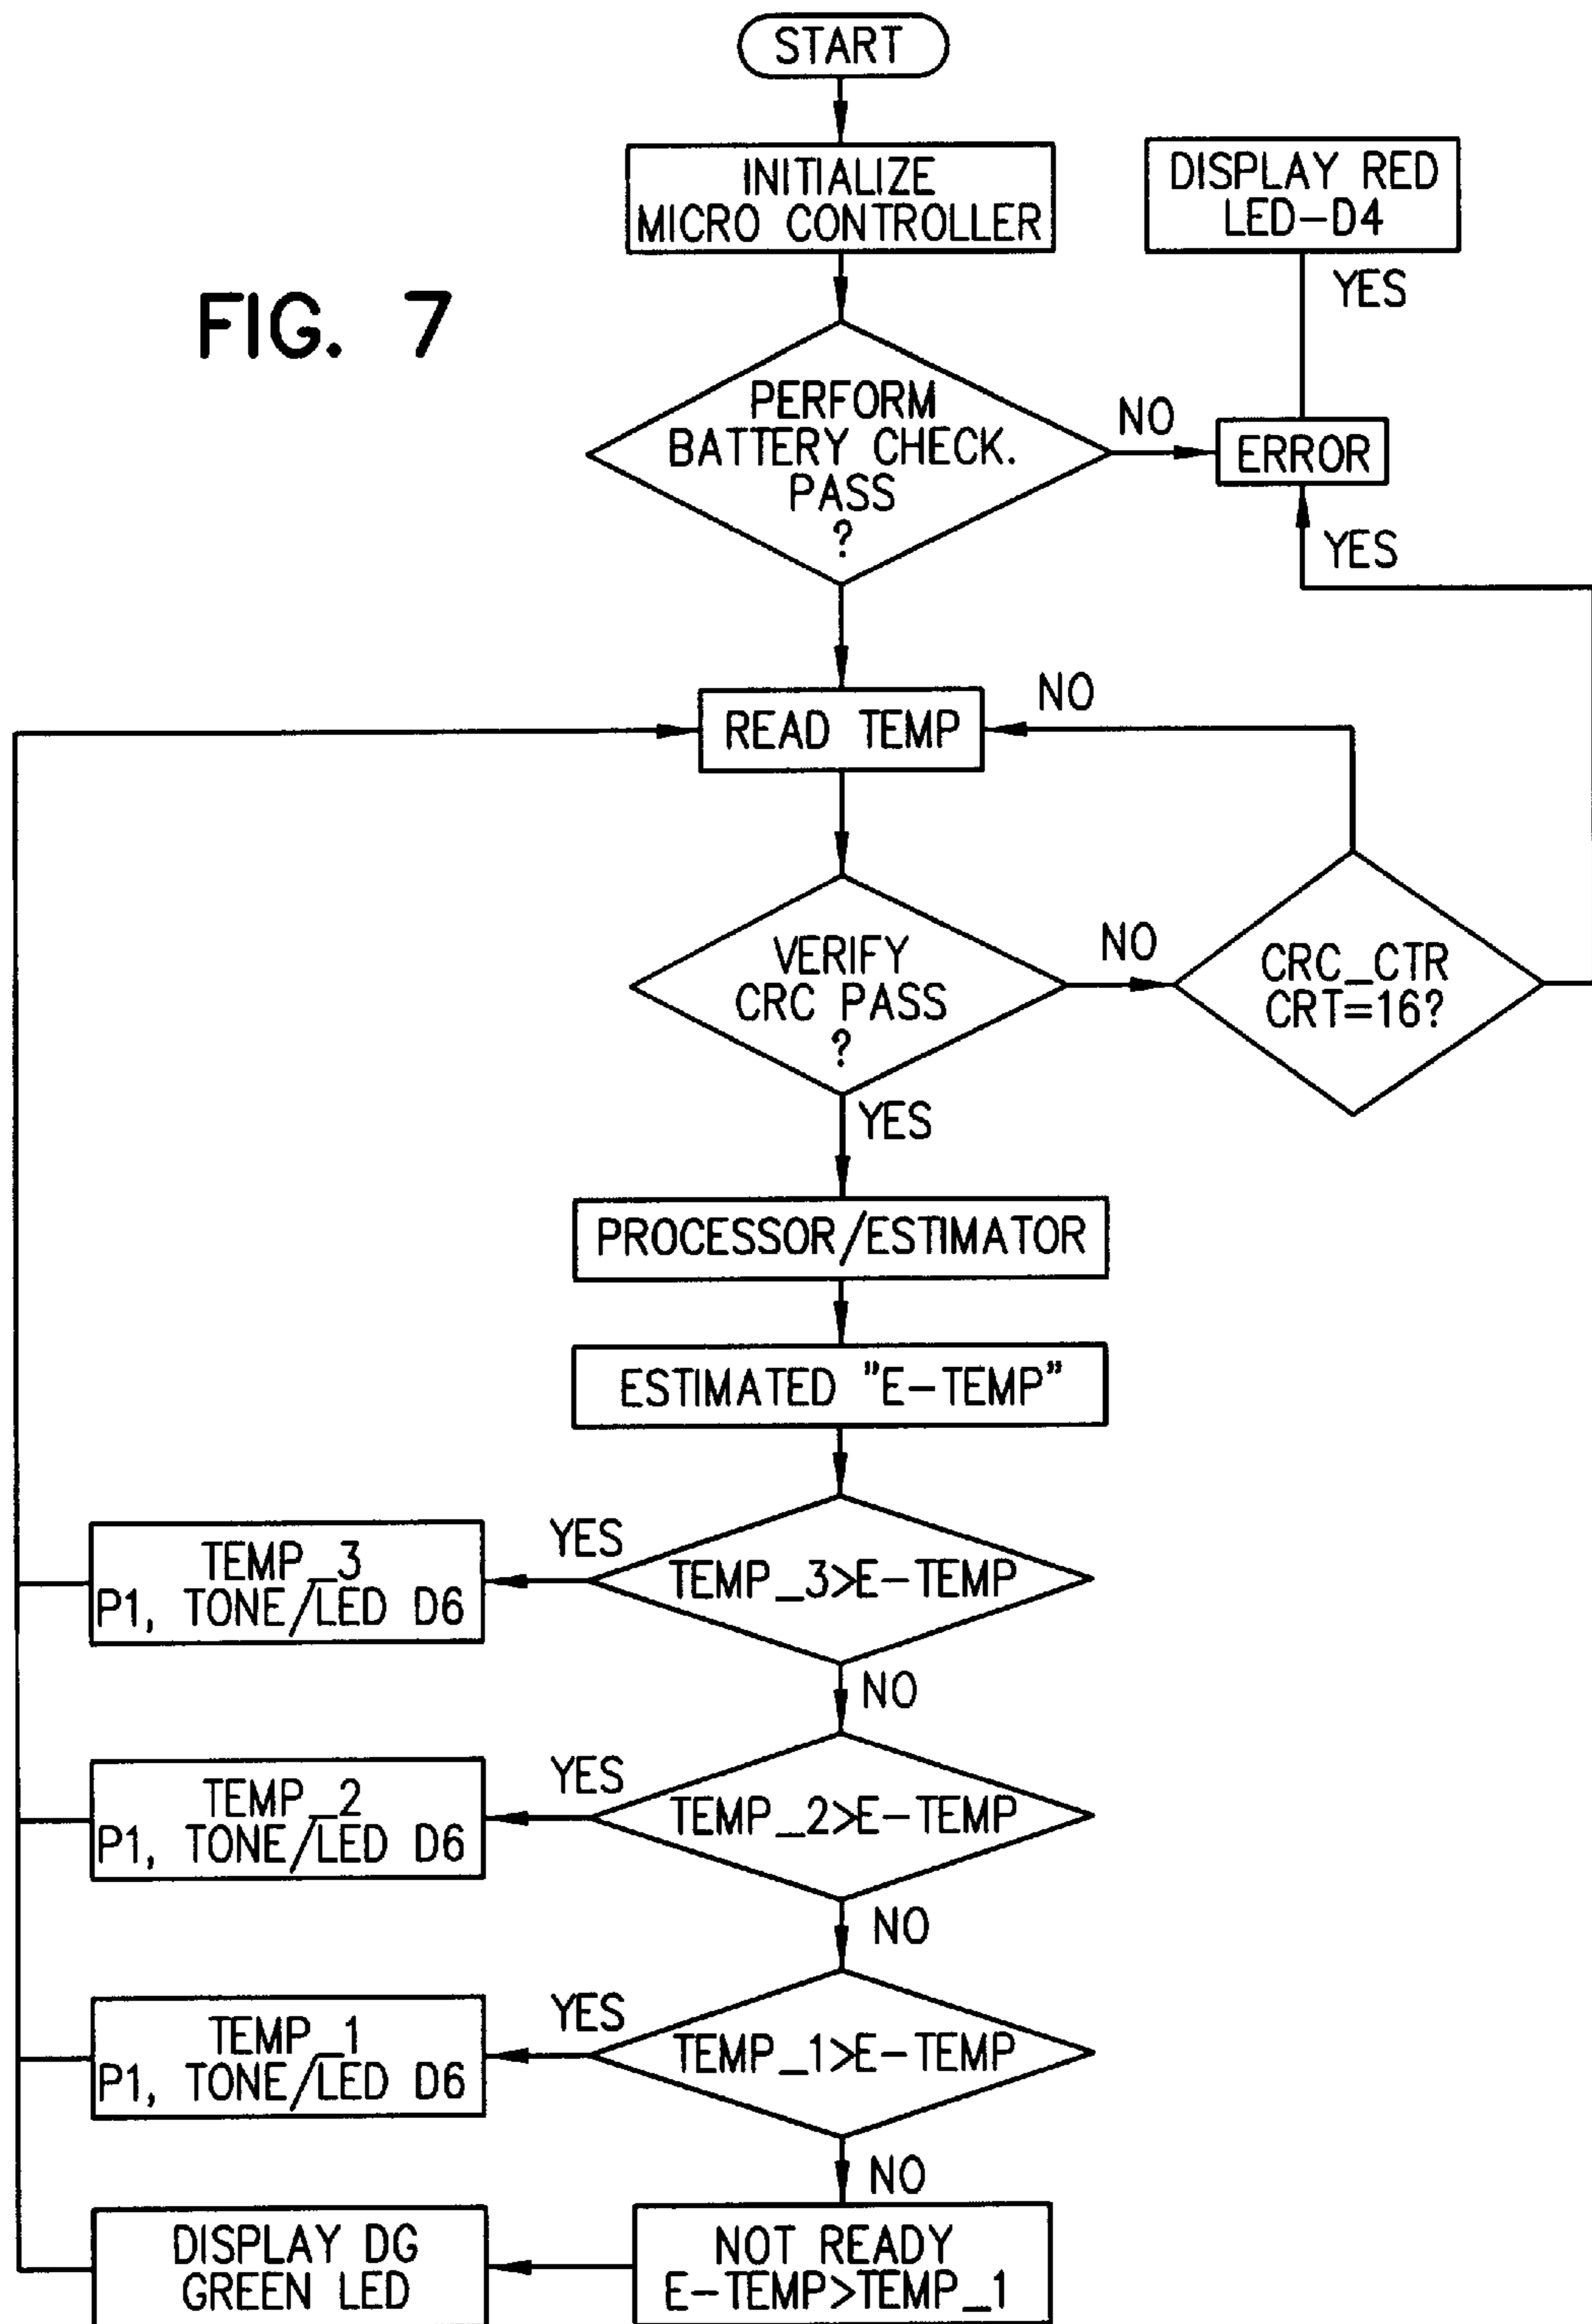 START
INITIALIZE
MICRO CONTROLLER
DISPLAY RED
LED-D4
YES
FIG. 7
PERFORM
BATTERY CHECK.
PASS
?
NO
ERROR
YES
READ TEMP
NO
VERIFY
CRC PASS
?
NO
CRC_CTR
CRT=16?
YES
PROCESSOR/ESTIMATOR
ESTIMATED "E-TEMP"
TEMP_3>E-TEMP
YES
TEMP_3
P1, TONE/LED D6
NO
TEMP_2>E-TEMP
YES
TEMP_2
P1, TONE/LED D6
NO
TEMP_1>E-TEMP
YES
TEMP_1
P1, TONE/LED D6
NO
NOT READY
E-TEMP>TEMP_1
DISPLAY DG
GREEN LED